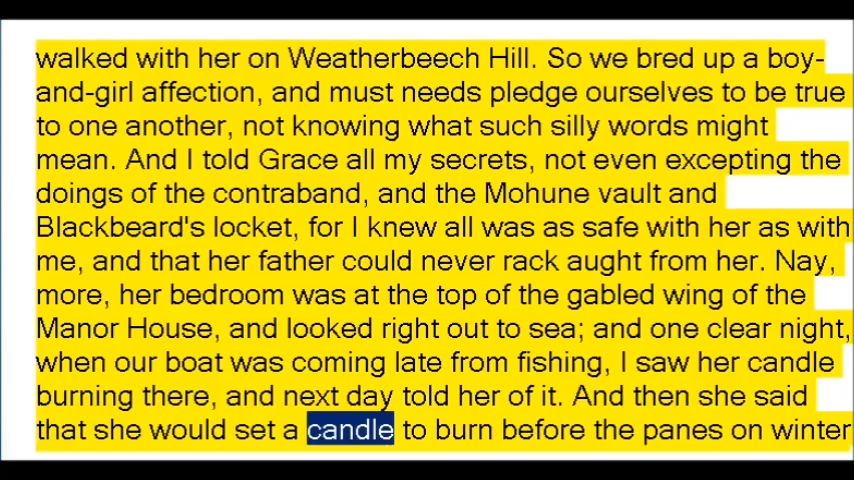 walked with her on Weatherbeech Hill. So we bred up a boy-
and-girl affection, and must needs pledge ourselves to be true
to one another, not knowing what such silly words might
mean. And I told Grace all my secrets, not even excepting the
doings of the contraband, and the Mohune vault and
Blackbeard's locket, for I knew all was as safe with her as with
me, and that her father could never rack aught from her. Nay,
more, her bedroom was at the top of the gabled wing of the
Manor House, and looked right out to sea; and one clear night,
when our boat was coming late from fishing, I saw her candle
burning there, and next day told her of it. And then she said
that she would set a candle to burn before the panes on winter